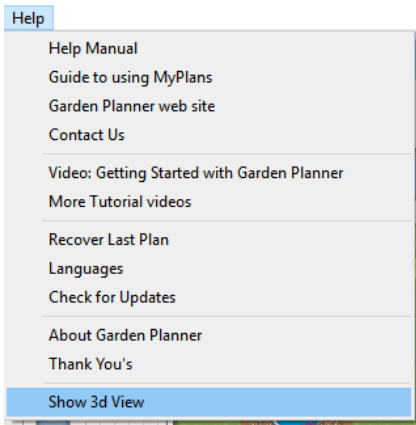 Help
Help Manual
Guide to using MyPlans
Garden Planner web site
Contact Us
Video: Getting Started with Garden Planner
More Tutorial videos
Recover Last Plan
Languages
Check for Updates
About Garden Planner
Thank You's
Show 3d View